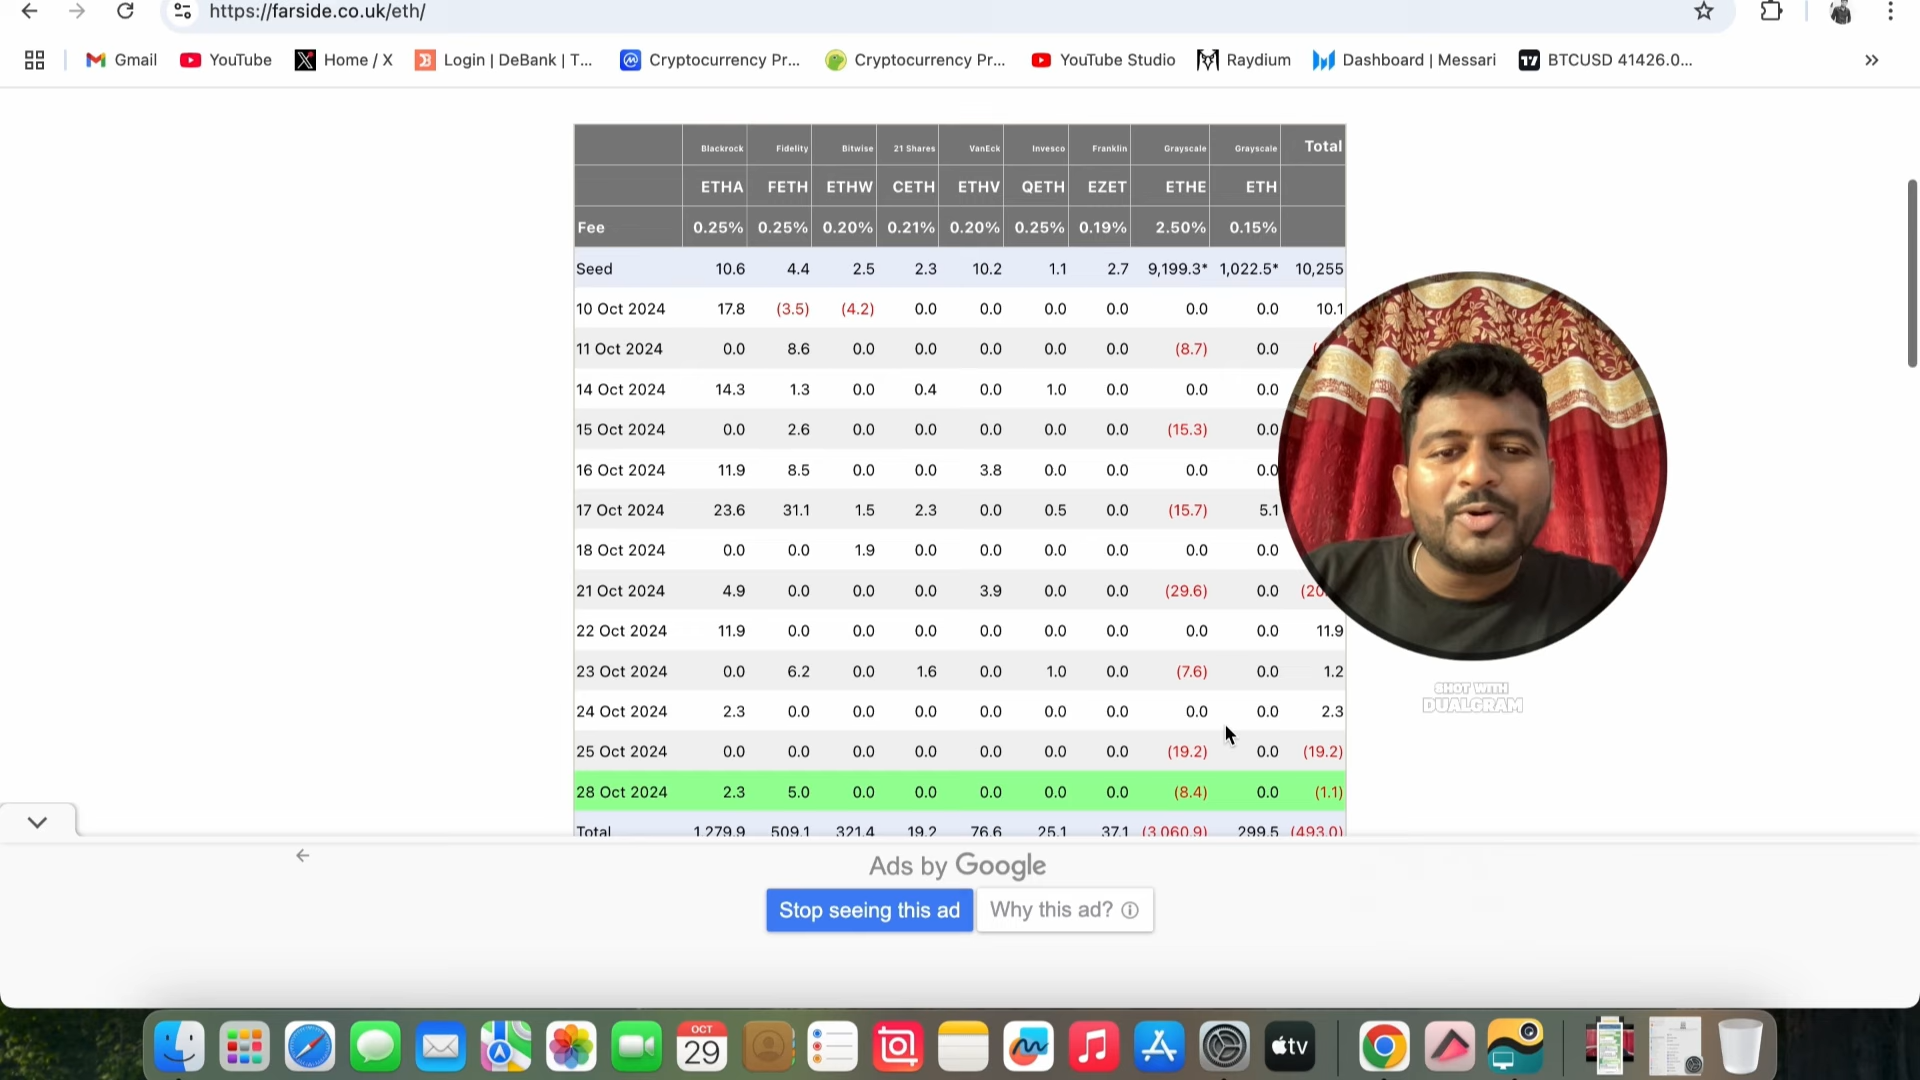 https://farside.co.uk/eth/
Gmail YouTube Home / X Login | DeBank | T... Cryptocurrency Pr... Cryptocurrency Pr... YouTube Studio Raydium Dashboard | Messari BTCUSD 41426.0...
Blackrock Fidelity Bitwise 21 Shares VanEck Invesco Franklin Grayscale Grayscale Total
ETHA FETH ETHW CETH ETHV QETH EZET ETHE ETH
Fee 0.25% 0.25% 0.20% 0.21% 0.20% 0.25% 0.19% 2.50% 0.15%
Seed 10.6 4.4 2.5 2.3 10.2 1.1 2.7 9,199.3* 1,022.5* 10,255
10 Oct 2024 17.8 (3.5) (4.2) 0.0 0.0 0.0 0.0 0.0 0.0 10.1
11 Oct 2024 0.0 8.6 0.0 0.0 0.0 0.0 0.0 (8.7) 0.0
14 Oct 2024 14.3 1.3 0.0 0.4 0.0 1.0 0.0 0.0 0.0
15 Oct 2024 0.0 2.6 0.0 0.0 0.0 0.0 0.0 (15.3) 0.0
16 Oct 2024 11.9 8.5 0.0 0.0 3.8 0.0 0.0 0.0 0.0
17 Oct 2024 23.6 31.1 1.5 2.3 0.0 0.5 0.0 (15.7) 5.1
18 Oct 2024 0.0 0.0 1.9 0.0 0.0 0.0 0.0 0.0 0.0
21 Oct 2024 4.9 0.0 0.0 0.0 3.9 0.0 0.0 (29.6) 0.0
22 Oct 2024 11.9 0.0 0.0 0.0 0.0 0.0 0.0 0.0 0.0 11.9
23 Oct 2024 0.0 6.2 0.0 1.6 0.0 1.0 0.0 (7.6) 0.0 1.2
24 Oct 2024 2.3 0.0 0.0 0.0 0.0 0.0 0.0 0.0 0.0 2.3
25 Oct 2024 0.0 0.0 0.0 0.0 0.0 0.0 0.0 (19.2) 0.0 (19.2)
28 Oct 2024 2.3 5.0 0.0 0.0 0.0 0.0 0.0 (8.4) 0.0 (1.1)
Total 1,279.9 509.1 321.4 19.2 76.6 25.1 37.1 (3,060.9) 299.5 (493.0)
SHOT WITH
DUALGRAM
Ads by Google
Stop seeing this ad Why this ad?
OCT
29
tv